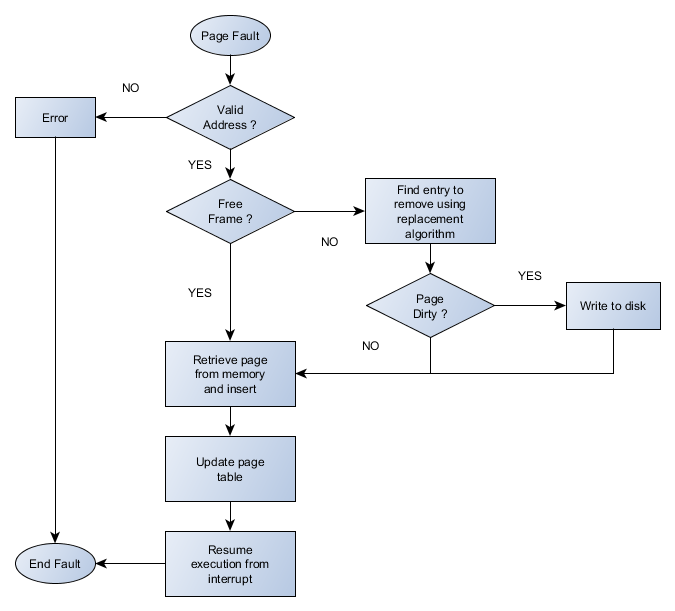 Page Fault
NO
Valid
Address ?
Error
YES
Free
Frame ?
Find entry to
remove using
replacement
algorithm
NO
YES
Page
Dirty ?
YES
Write to disk
NO
Retrieve page
from memory
and insert
Update page
table
Resume
execution from
interrupt
End Fault